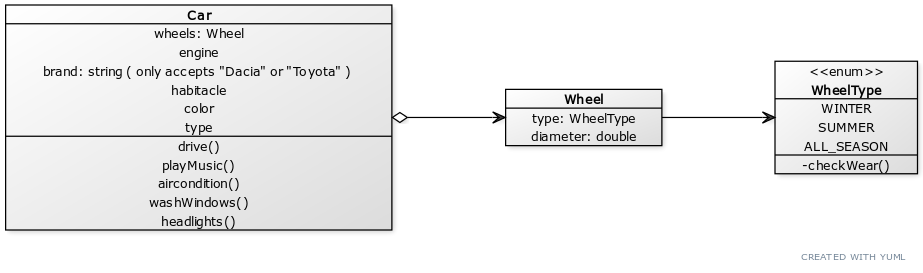 Car
wheels: Wheel
engine
brand: string ( only accepts "Dacia" or "Toyota" )
habitacle
color
type
drive()
playMusic()
aircondition()
washWindows()
headlights()
Wheel
type: WheelType
diameter: double
<<enum>>
WheelType
WINTER
SUMMER
ALL_SEASON
-checkWear()
CREATED WITH YUML